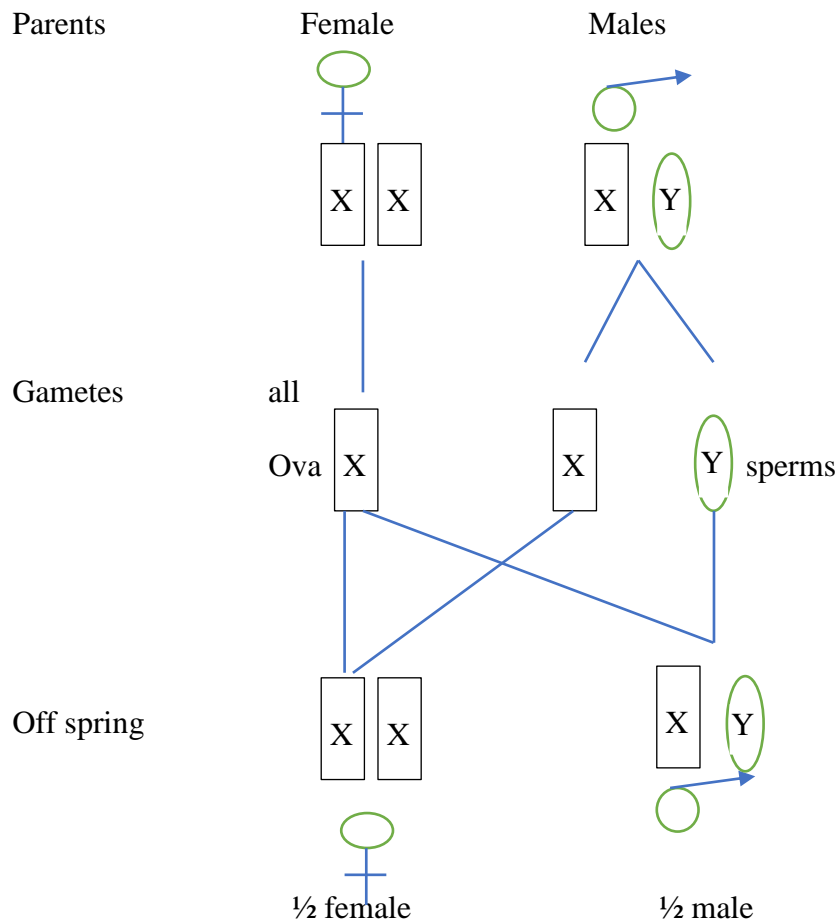 Parents Female Males
X X X Y
Gametes all
Ova X X Y sperms
Off spring X X X Y
½ female ½ male